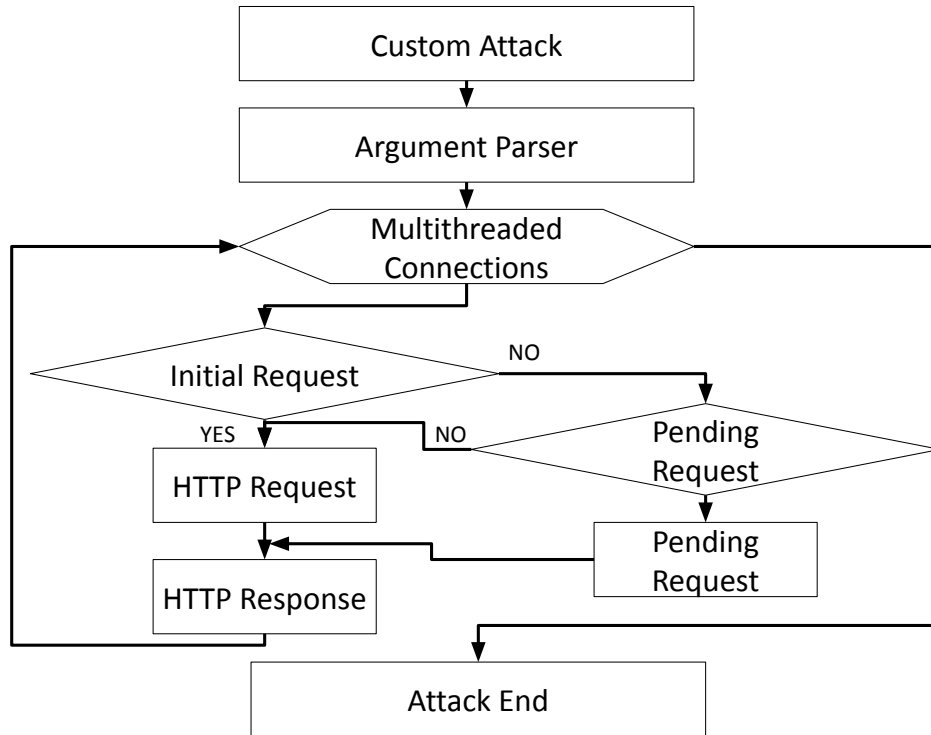 Custom Attack
Argument Parser
Multithreaded
Connections
NO
Initial Request
YES
NO
Pending
Request
HTTP Request
Pending
Request
HTTP Response
Attack End